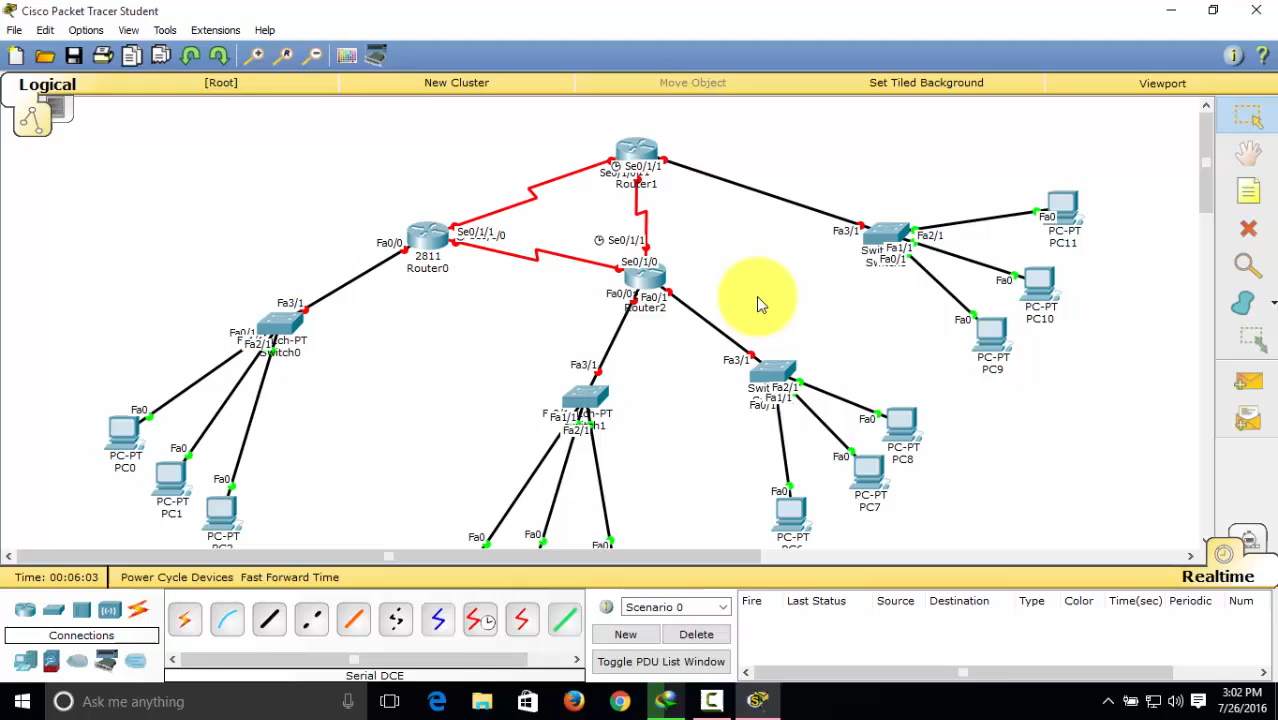 Cisco Packet Tracer Student
File Edit Options View Tools Extensions Help
Logical [Root] New Cluster Move Object Set Tiled Background Viewport
Se0/1/1
Router1
Fa0/0
Se0/1/1
2811
Router0
Se0/1/1
Se0/1/0
Fa0/0
Fa0/1
Router2
Fa3/1
Fa2/1
Fa1/1
Fa0/1
Fa0
PC-PT
PC11
Fa0
PC-PT
PC10
Fa0
PC-PT
PC9
Fa3/1
Fa0/1
Fa2/1
Switch0
Fa3/1
Fa1/1
Fa2/1
Fa3/1
Fa2/1
Fa1/1
Fa0/1
Fa0
PC-PT
PC0
Fa0
PC-PT
PC1
Fa0
PC-PT
Fa0
PC-PT
PC8
Fa0
PC-PT
PC7
Fa0
PC-PT
Fa0
Fa0
Fa0
Realtime
Time: 00:06:03 Power Cycle Devices Fast Forward Time
Connections
Serial DCE
Scenario 0
New Delete
Toggle PDU List Window
Fire Last Status Source Destination Type Color Time(sec) Periodic Num
Ask me anything
3:02 PM
7/26/2016